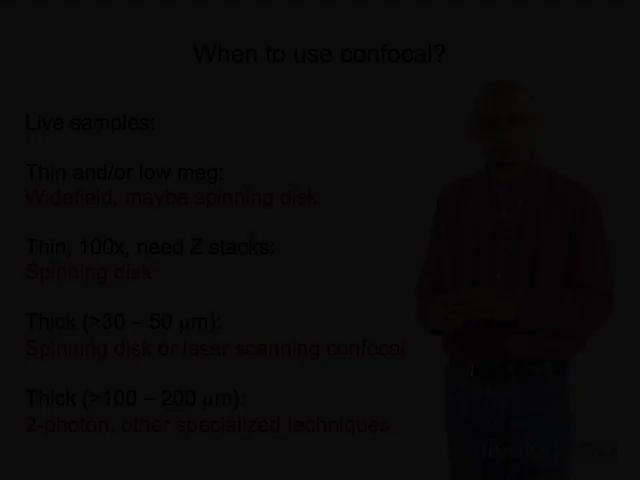 When to use confocal?
Live samples:
Thin and/or low mag:
Widefield, maybe spinning disk
Thin, 100x, need Z stacks:
Spinning disk
Thick (>30 – 50 μm):
Spinning disk or laser scanning confocal
Thick (>100 – 200 μm):
2-photon, other specialized techniques